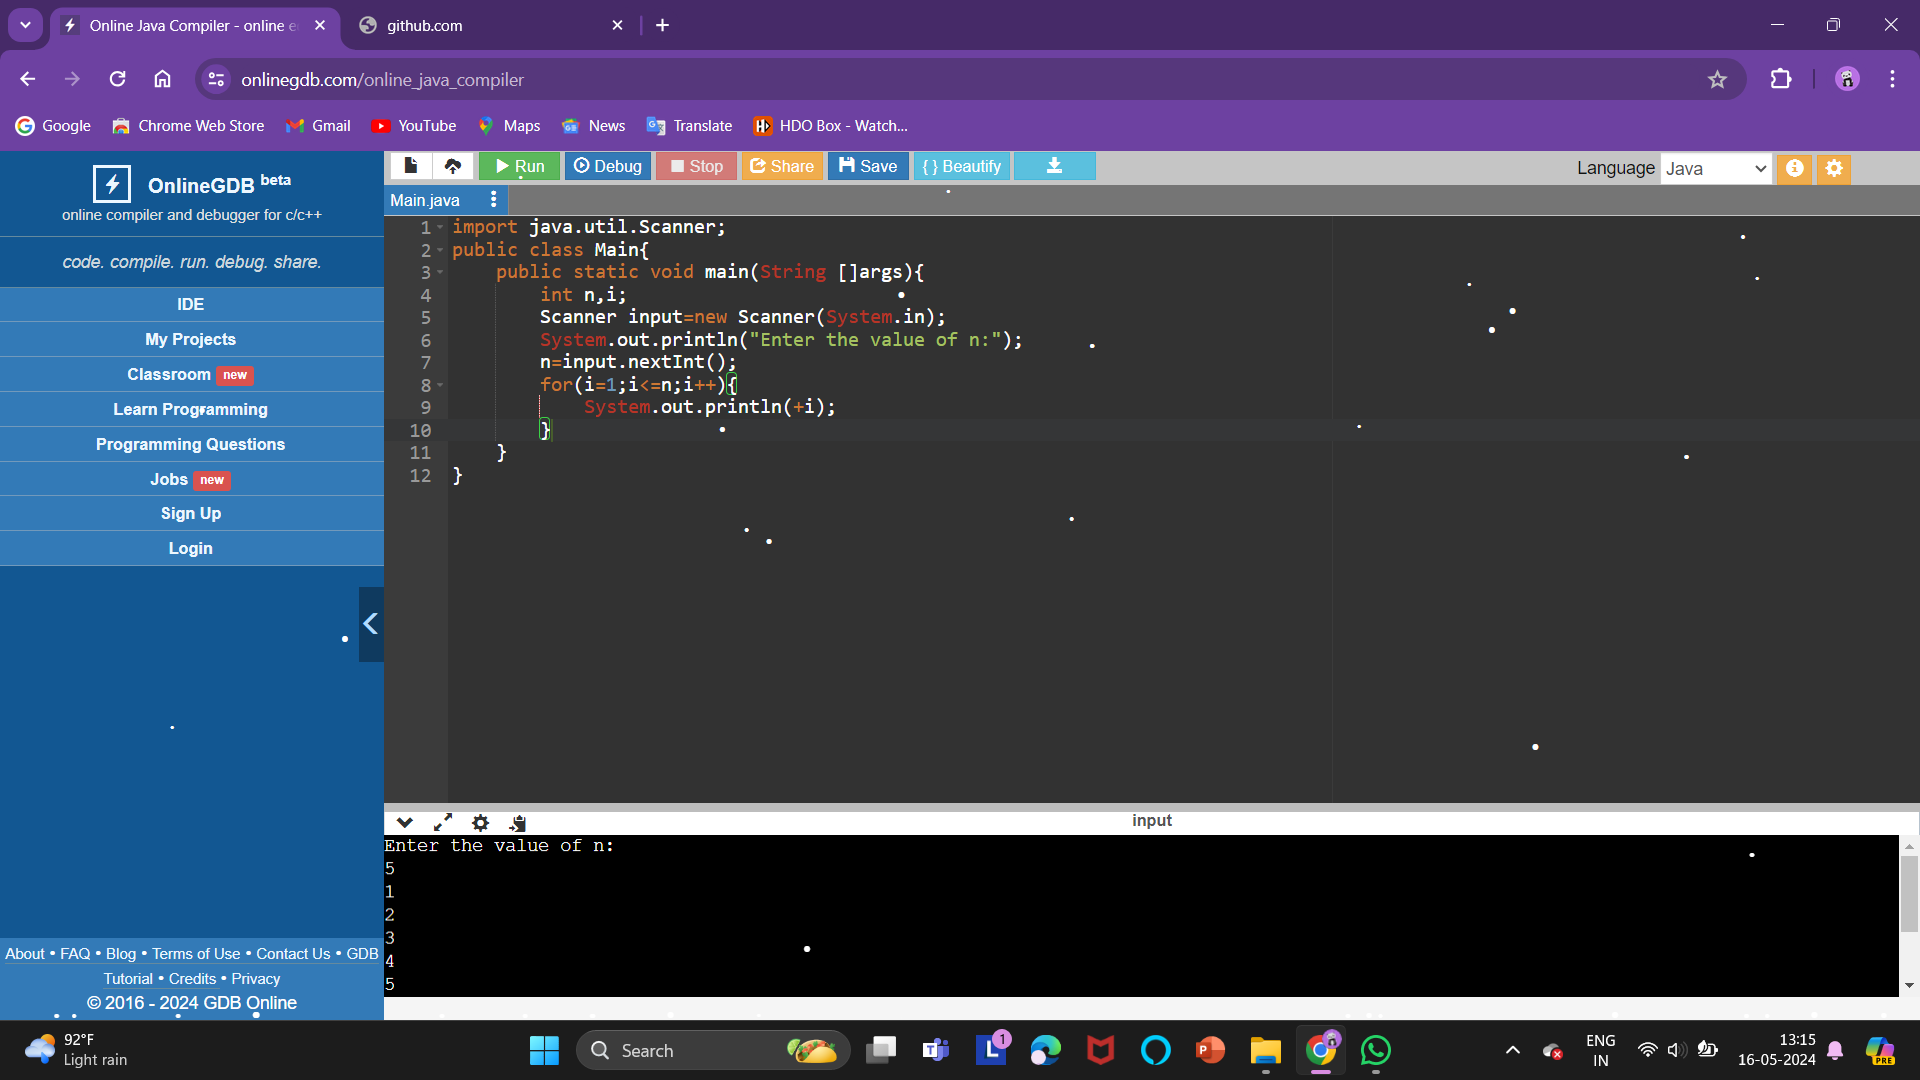 Online Java Compiler - online e
github.com
onlinegdb.com/online_java_compiler
Google
Chrome Web Store
Gmail
YouTube
Maps
News
Translate
HDO Box - Watch...
OnlineGDB beta
online compiler and debugger for c/c++
code. compile. run. debug. share.
IDE
My Projects
Classroom new
Learn Programming
Programming Questions
Jobs new
Sign Up
Login
About • FAQ • Blog • Terms of Use • Contact Us • GDB
Tutorial • Credits • Privacy
© 2016 - 2024 GDB Online
Run
Debug
Stop
Share
Save
{ } Beautify
Language Java
Main.java
1 import java.util.Scanner;
2 public class Main{
3 public static void main(String []args){
4 int n,i;
5 Scanner input=new Scanner(System.in);
6 System.out.println("Enter the value of n:");
7 n=input.nextInt();
8 for(i=1;i<=n;i++){
9 System.out.println(+i);
10 }
11 }
12 }
input
Enter the value of n:
5
1
2
3
4
5
92°F
Light rain
Search
1
ENG
IN
13:15
16-05-2024
PRE